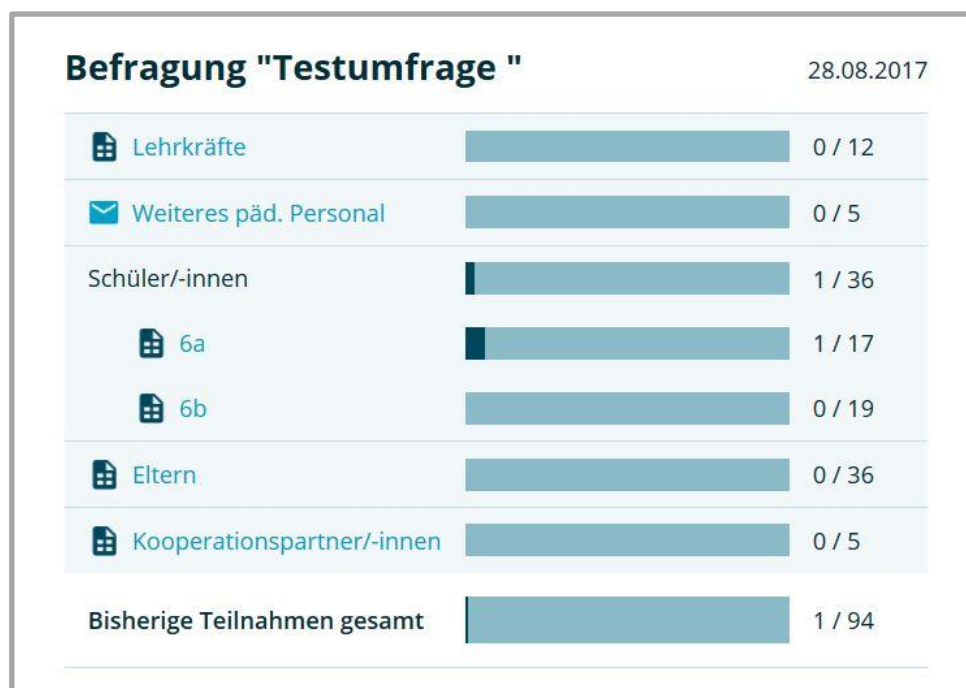 Befragung "Testumfrage " 28.08.2017
Lehrkräfte 0 / 12
Weiteres päd. Personal 0 / 5
Schüler/-innen 1 / 36
6a 1 / 17
6b 0 / 19
Eltern 0 / 36
Kooperationspartner/-innen 0 / 5
Bisherige Teilnahmen gesamt 1 / 94